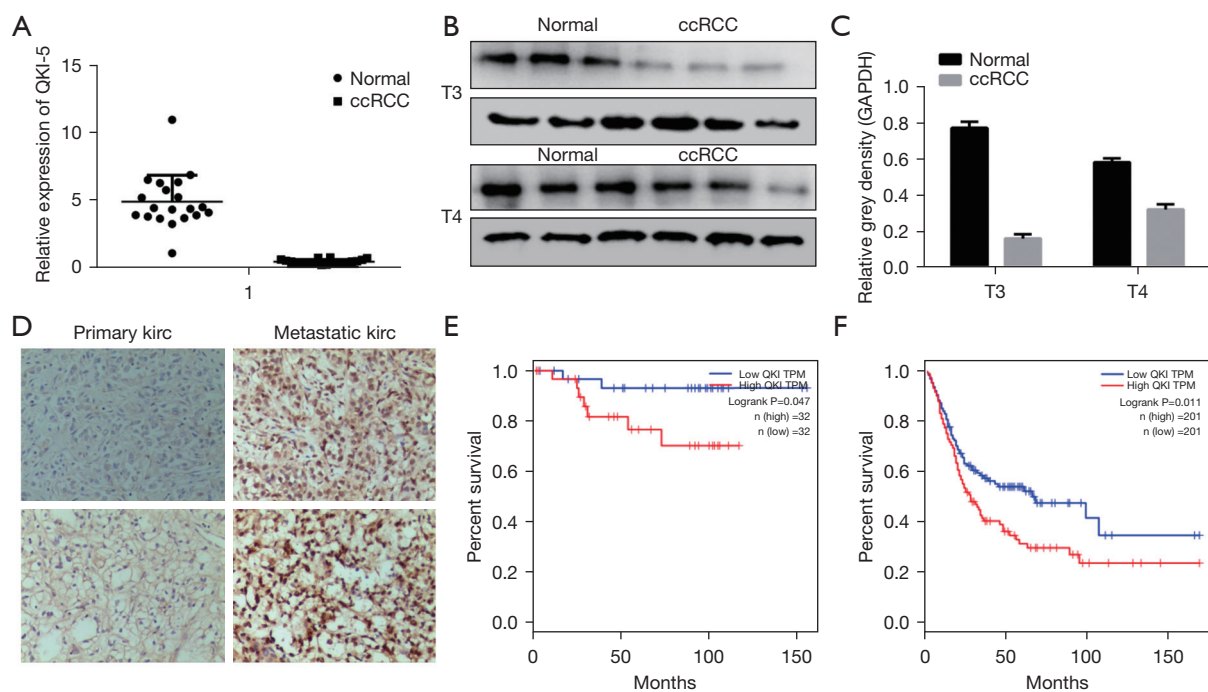 A
Relative expression of QKI-5
15
10
5
0
Normal
ccRCC
1
B
Normal ccRCC
T3
Normal ccRCC
T4
C
Relative grey density (GAPDH)
1.0
0.8
0.6
0.4
0.2
0.0
Normal
ccRCC
T3 T4
D
Primary kirc Metastatic kirc
E
Percent survival
1.0
0.8
0.6
0.4
0.2
0.0
Low QKI TPM
High QKI TPM
Logrank P=0.047
n (high) =32
n (low) =32
0 50 100 150
Months
F
Percent survival
1.0
0.8
0.6
0.4
0.2
0.0
Low QKI TPM
High QKI TPM
Logrank P=0.011
n (high) =201
n (low) =201
0 50 100 150
Months